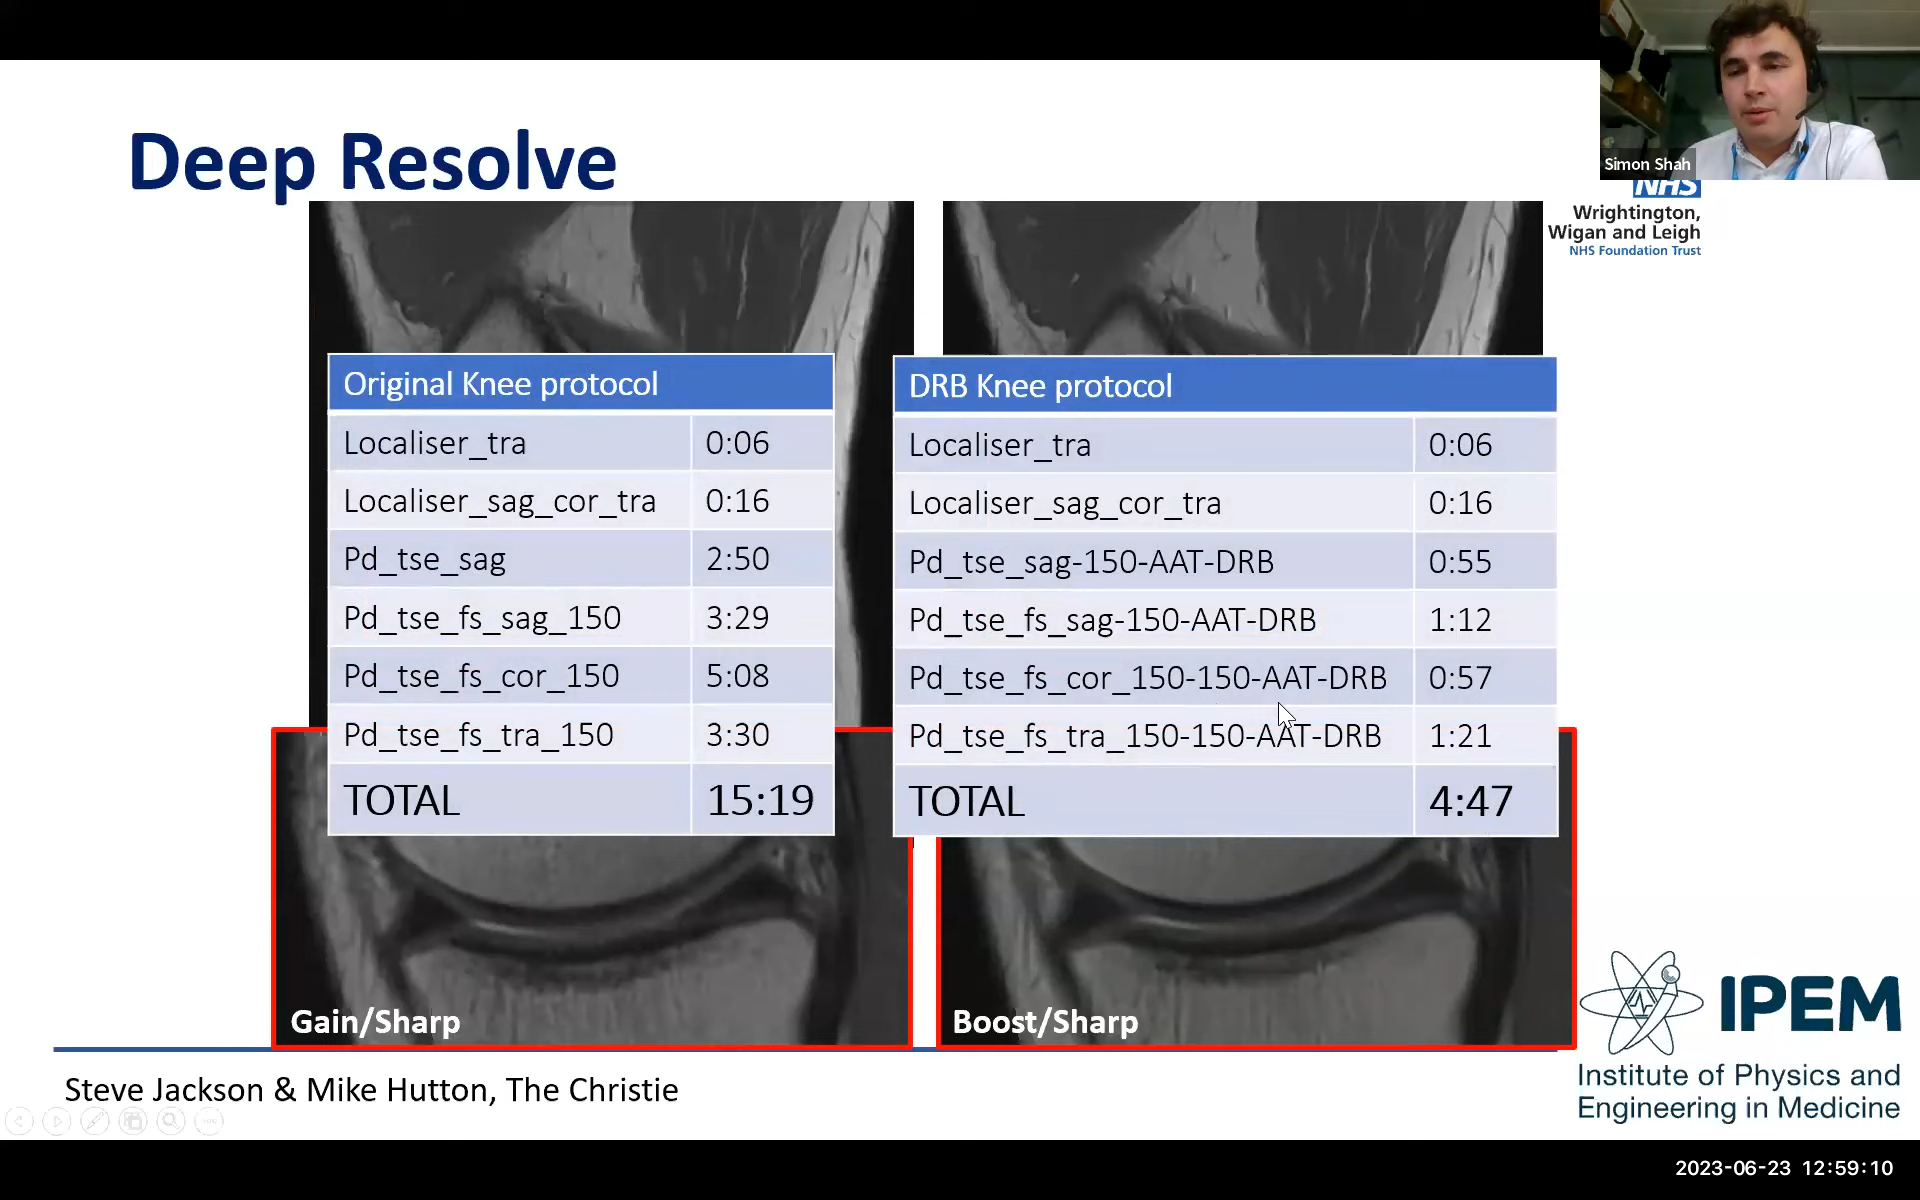 Deep Resolve
Simon Shah
NHS
Wrightington,
Wigan and Leigh
NHS Foundation Trust
Original Knee protocol
Localiser_tra 0:06
Localiser_sag_cor_tra 0:16
Pd_tse_sag 2:50
Pd_tse_fs_sag_150 3:29
Pd_tse_fs_cor_150 5:08
Pd_tse_fs_tra_150 3:30
TOTAL 15:19
DRB Knee protocol
Localiser_tra 0:06
Localiser_sag_cor_tra 0:16
Pd_tse_sag-150-AAT-DRB 0:55
Pd_tse_fs_sag-150-AAT-DRB 1:12
Pd_tse_fs_cor_150-150-AAT-DRB 0:57
Pd_tse_fs_tra_150-150-AAT-DRB 1:21
TOTAL 4:47
Gain/Sharp
Boost/Sharp
IPEM
Institute of Physics and
Engineering in Medicine
Steve Jackson & Mike Hutton, The Christie
2023-06-23 12:59:10